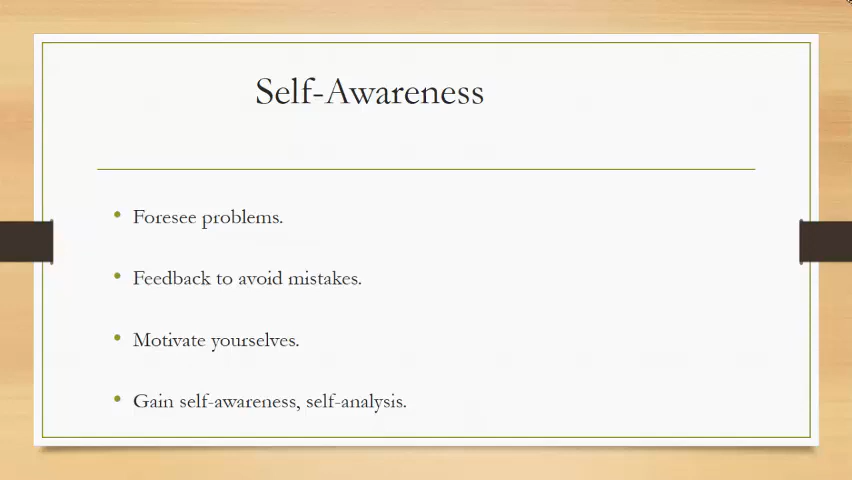 Self-Awareness
• Foresee problems.
• Feedback to avoid mistakes.
• Motivate yourselves.
• Gain self-awareness, self-analysis.